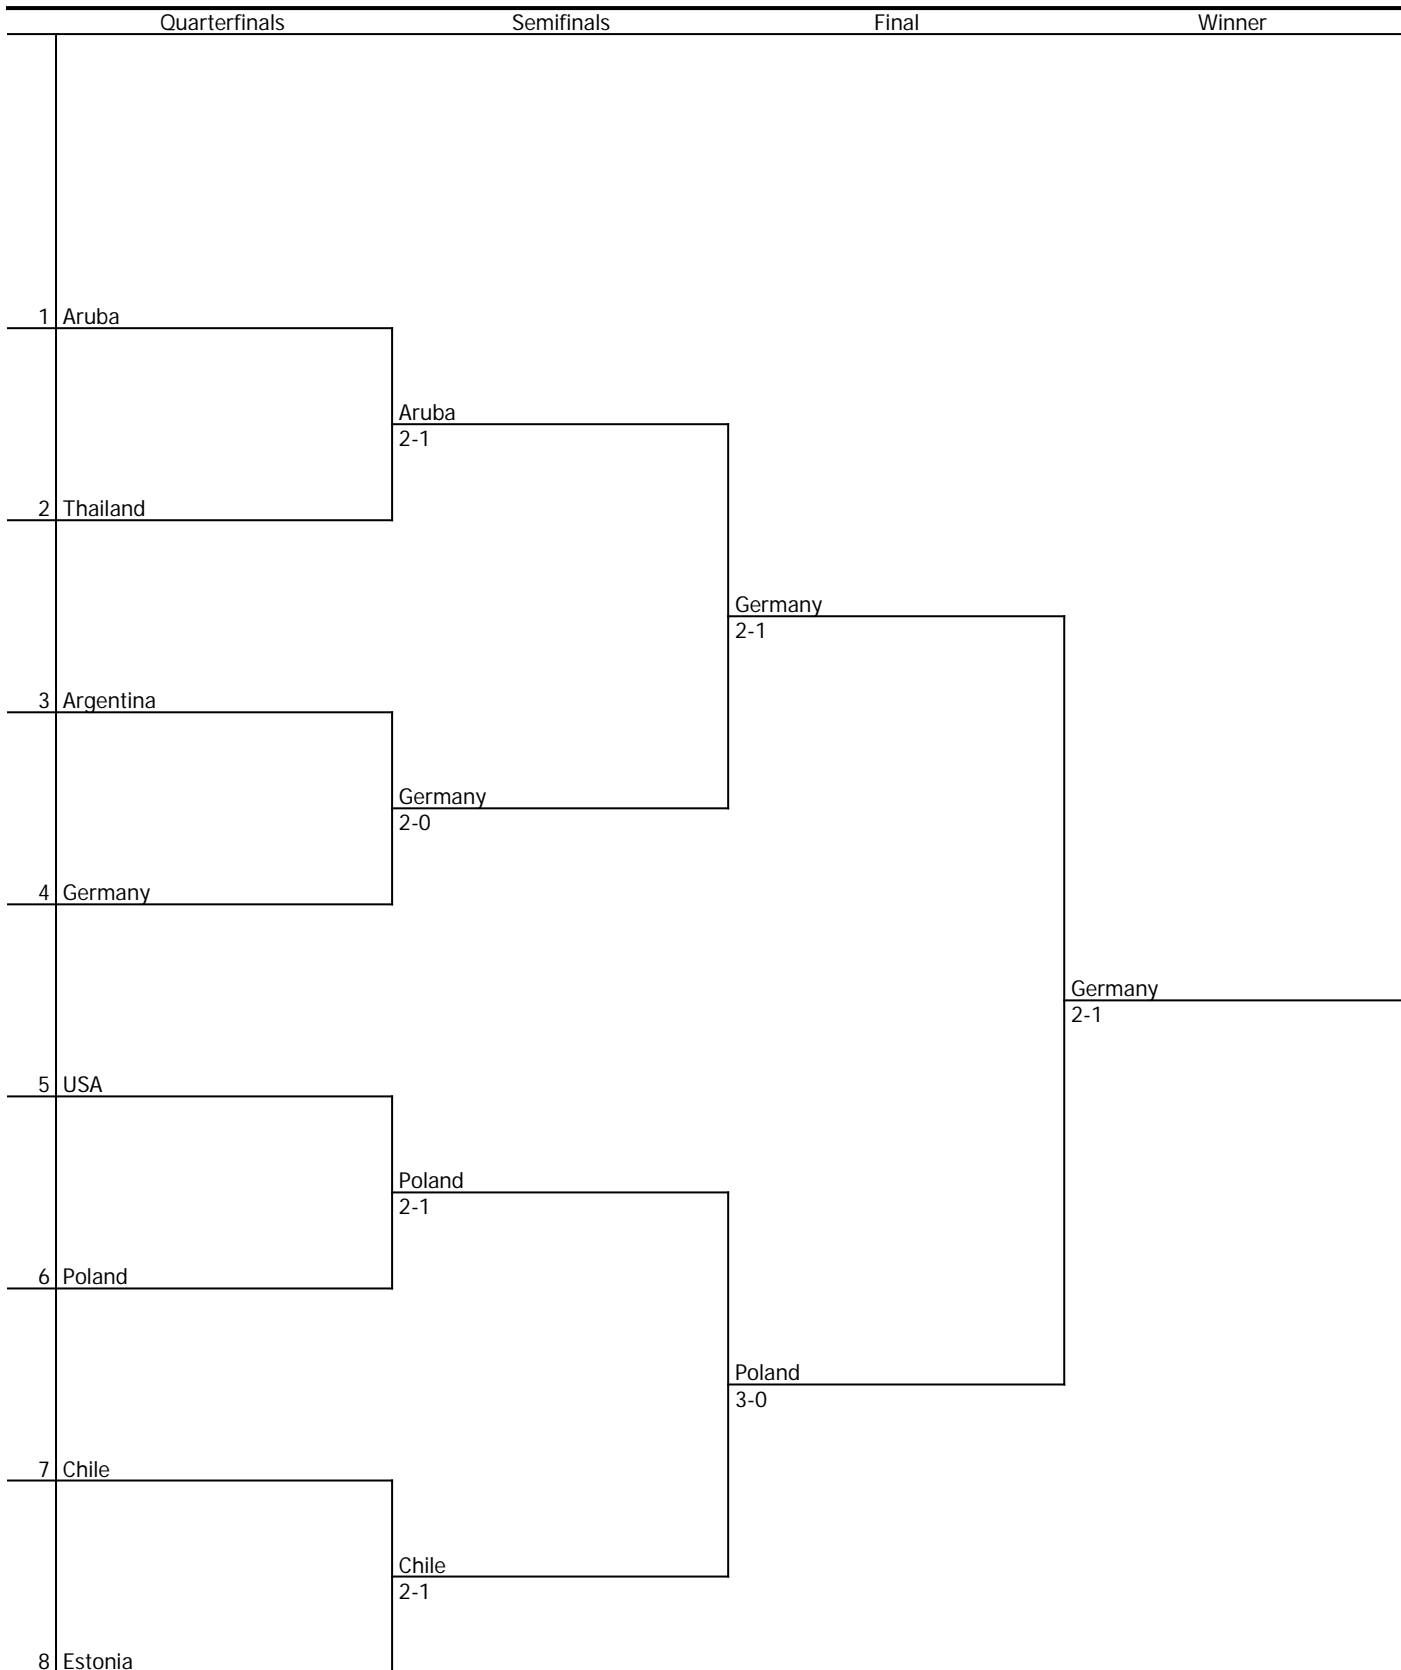 Quarterfinals Semifinals Final Winner
1 Aruba
Aruba
2-1
2 Thailand
Germany
2-1
3 Argentina
Germany
2-0
4 Germany
Germany
2-1
5 USA
Poland
2-1
6 Poland
Poland
3-0
7 Chile
Chile
2-1
8 Estonia